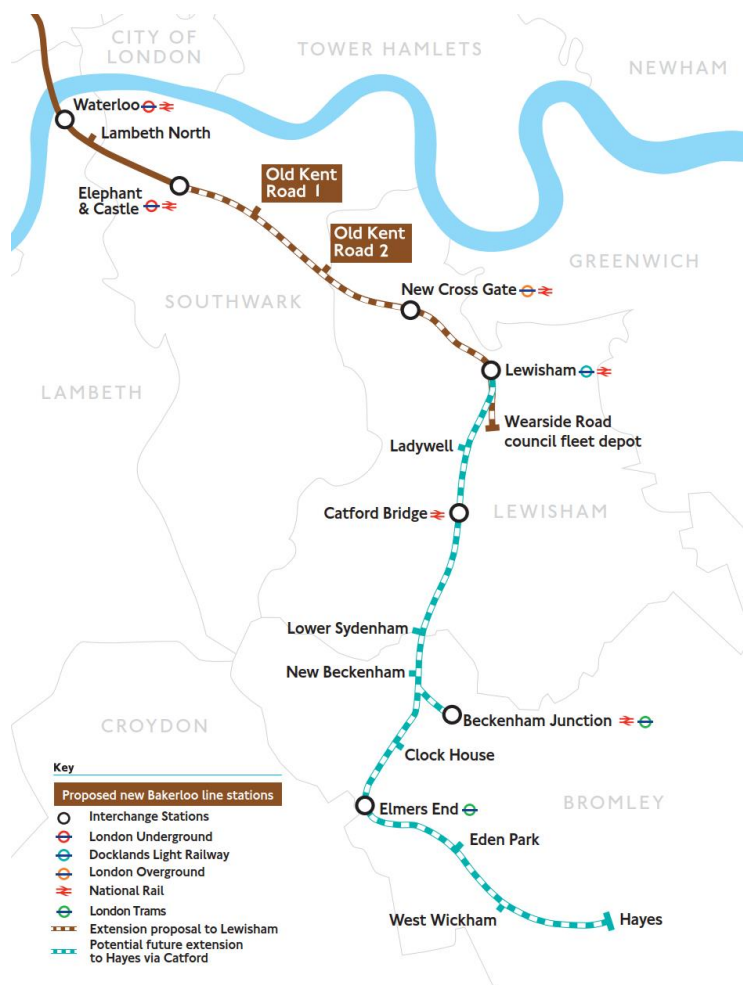 CITY OF
LONDON
TOWER HAMLETS
NEWHAM
Waterloo
Lambeth North
Elephant
& Castle
Old Kent
Road 1
Old Kent
Road 2
GREENWICH
New Cross Gate
SOUTHWARK
Lewisham
LAMBETH
Wearside Road
council fleet depot
Ladywell
Catford Bridge
LEWISHAM
Lower Sydenham
New Beckenham
Beckenham Junction
CROYDON
Clock House
Key
Proposed new Bakerloo line stations
Interchange Stations
London Underground
Docklands Light Railway
London Overground
National Rail
London Trams
Extension proposal to Lewisham
Potential future extension
to Hayes via Catford
Elmers End
BROMLEY
Eden Park
West Wickham
Hayes